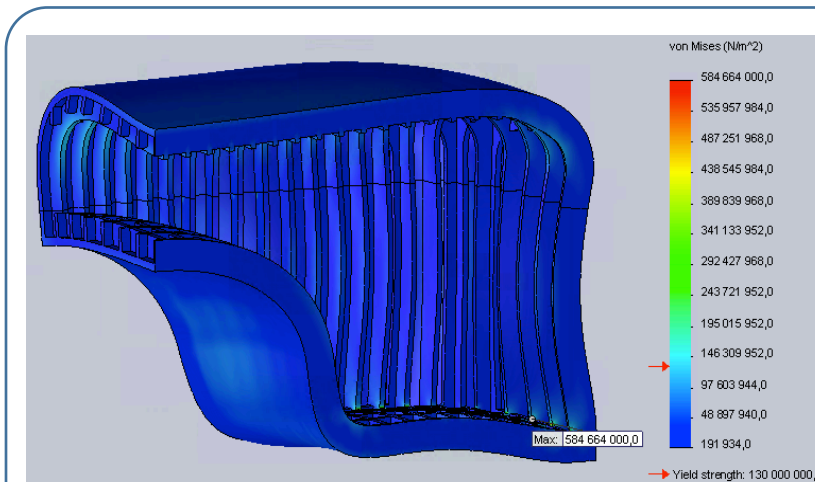 von Mises (N/m^2)
584 664 000,0
535 957 984,0
487 251 968,0
438 545 984,0
389 839 968,0
341 133 952,0
292 427 968,0
243 721 952,0
195 015 952,0
146 309 952,0
97 603 944,0
48 897 940,0
191 934,0
Max: 584 664 000,0
Yield strength: 130 000 000,